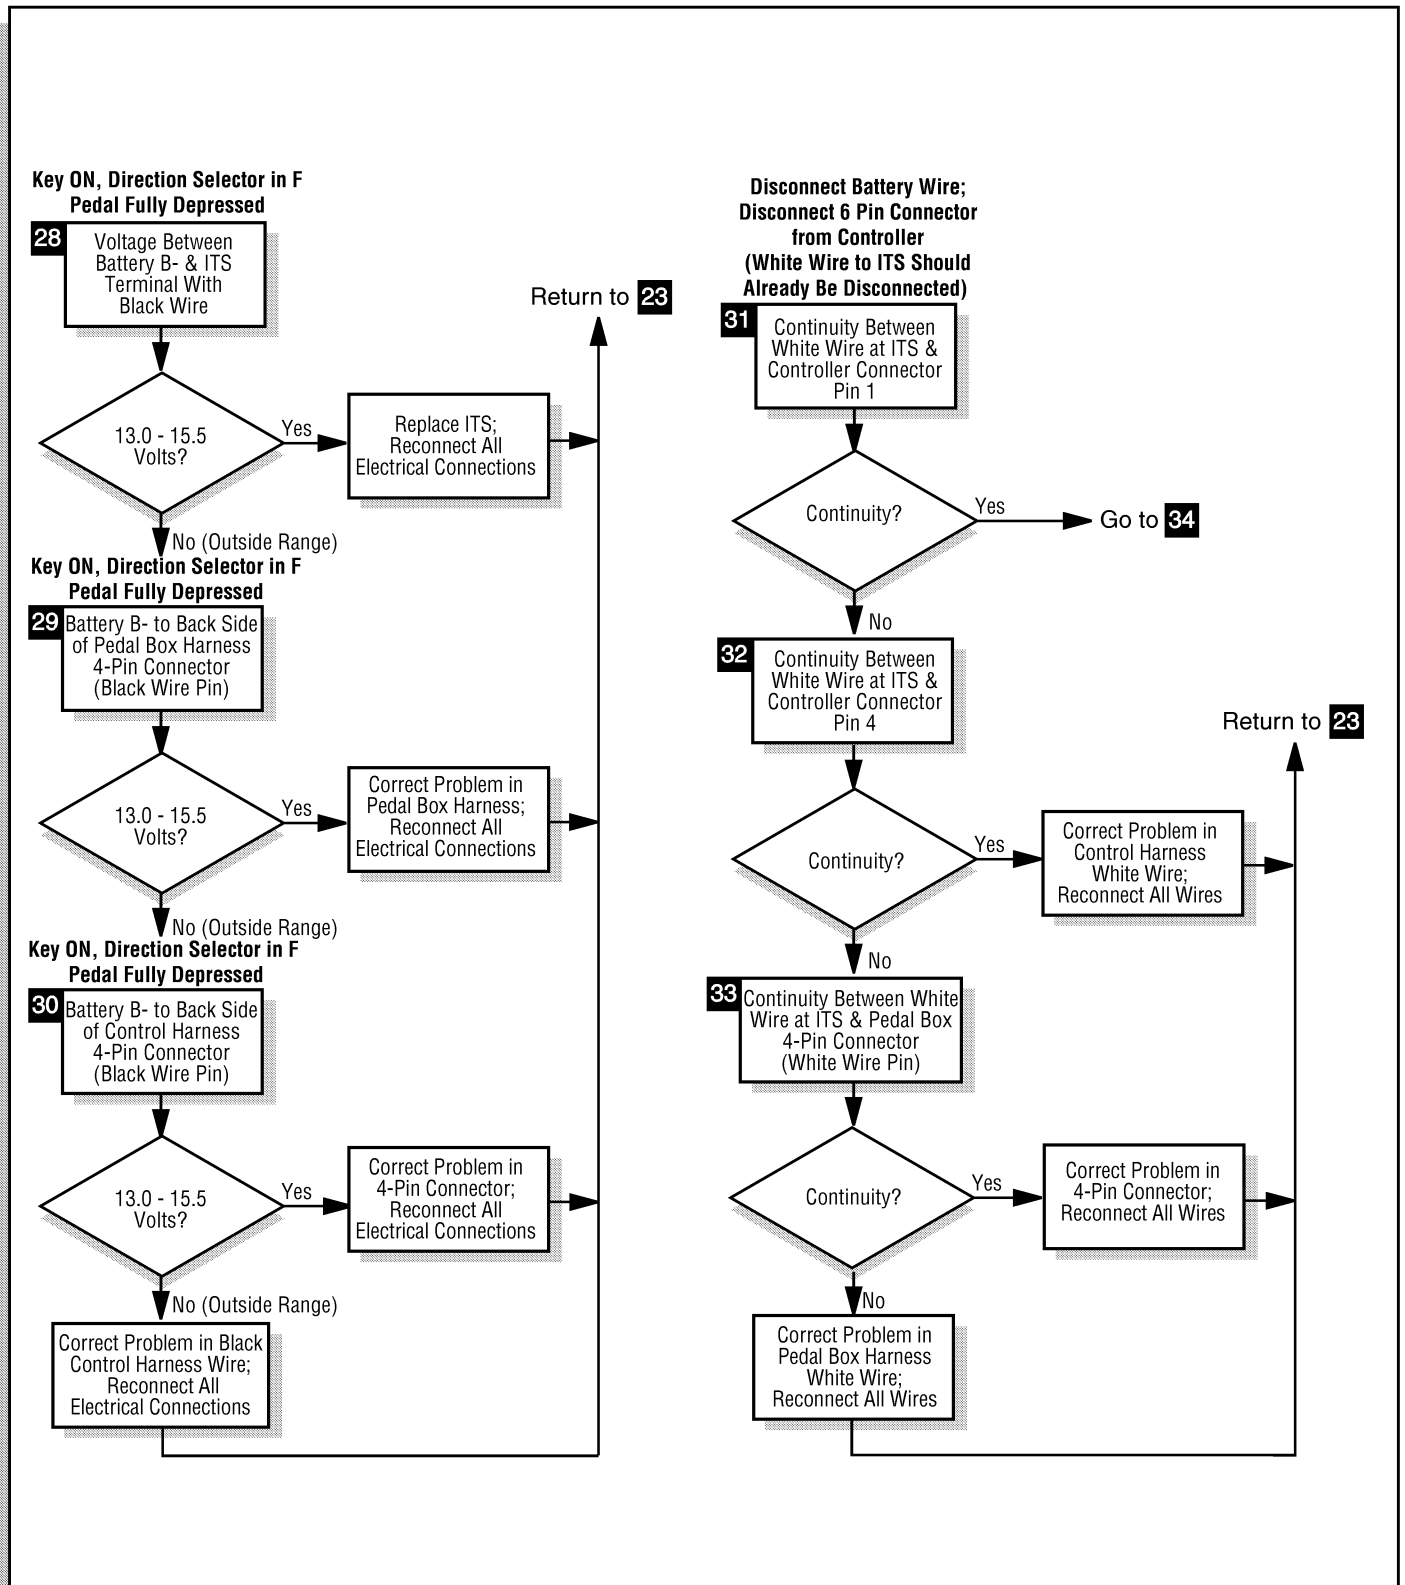 Key ON, Direction Selector in F
Pedal Fully Depressed
28
Voltage Between
Battery B- & ITS
Terminal With
Black Wire
13.0 - 15.5
Volts?
Yes
Replace ITS;
Reconnect All
Electrical Connections
No (Outside Range)
Key ON, Direction Selector in F
Pedal Fully Depressed
29
Battery B- to Back Side
of Pedal Box Harness
4-Pin Connector
(Black Wire Pin)
13.0 - 15.5
Volts?
Yes
Correct Problem in
Pedal Box Harness;
Reconnect All
Electrical Connections
No (Outside Range)
Key ON, Direction Selector in F
Pedal Fully Depressed
30
Battery B- to Back Side
of Control Harness
4-Pin Connector
(Black Wire Pin)
13.0 - 15.5
Volts?
Yes
Correct Problem in
4-Pin Connector;
Reconnect All
Electrical Connections
No (Outside Range)
Correct Problem in Black
Control Harness Wire;
Reconnect All
Electrical Connections
Return to 23
Disconnect Battery Wire;
Disconnect 6 Pin Connector
from Controller
(White Wire to ITS Should
Already Be Disconnected)
31
Continuity Between
White Wire at ITS &
Controller Connector
Pin 1
Continuity?
Yes
Go to 34
No
32
Continuity Between
White Wire at ITS &
Controller Connector
Pin 4
Continuity?
Yes
Correct Problem in
Control Harness
White Wire;
Reconnect All Wires
No
33
Continuity Between White
Wire at ITS & Pedal Box
4-Pin Connector
(White Wire Pin)
Continuity?
Yes
Correct Problem in
4-Pin Connector;
Reconnect All Wires
No
Correct Problem in
Pedal Box Harness
White Wire;
Reconnect All Wires
Return to 23